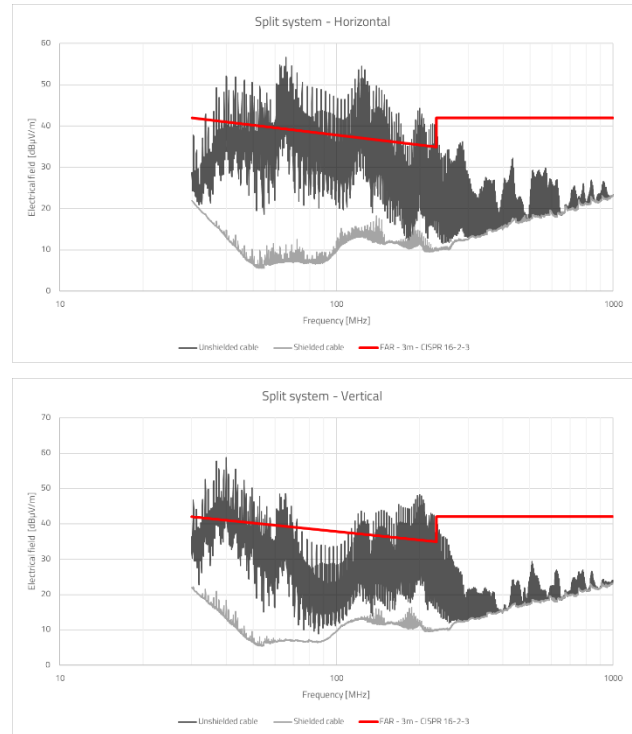 Split system - Horizontal
60
50
40
30
20
10
0
Electrical field [dBµV/m]
10 100 1000
Frequency [MHz]
Unshielded cable Shielded cable FAR - 3m - CISPR 16-2-3
Split system - Vertical
70
60
50
40
30
20
10
0
Electrical field [dBµV/m]
10 100 1000
Frequency [MHz]
Unshielded cable Shielded cable FAR - 3m - CISPR 16-2-3